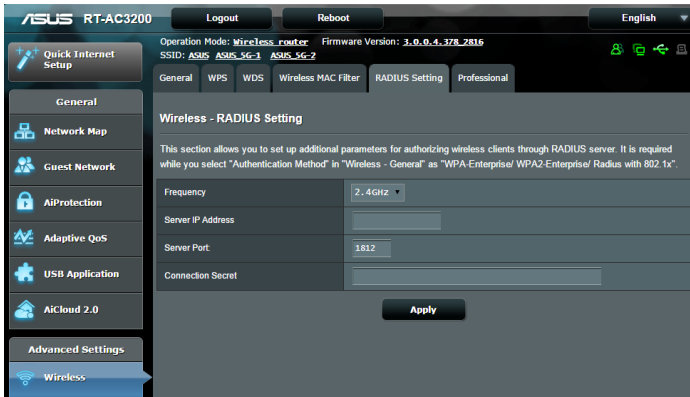 ASUS RT-AC3200 Logout Reboot English
Quick Internet Setup
General
Network Map
Guest Network
AiProtection
Adaptive QoS
USB Application
AiCloud 2.0
Advanced Settings
Wireless
Operation Mode: Wireless router Firmware Version: 3.0.0.4.378_2816
SSID: ASUS ASUS_5G-1 ASUS_5G-2
General WPS WDS Wireless MAC Filter RADIUS Setting Professional
Wireless - RADIUS Setting
This section allows you to set up additional parameters for authorizing wireless clients through RADIUS server. It is required
while you select "Authentication Method" in "Wireless - General" as "WPA-Enterprise/ WPA2-Enterprise/ Radius with 802.1x".
Frequency 2.4GHz
Server IP Address
Server Port: 1812
Connection Secret
Apply